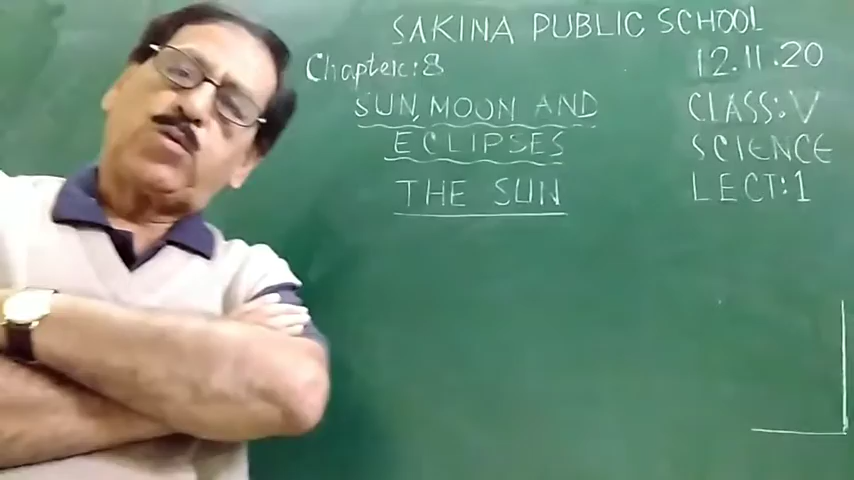 SAKINA PUBLIC SCHOOL
12.11.20
Chapter: 8
SUN, MOON AND
ECLIPSES
THE SUN
CLASS: V
SCIENCE
LECT: 1